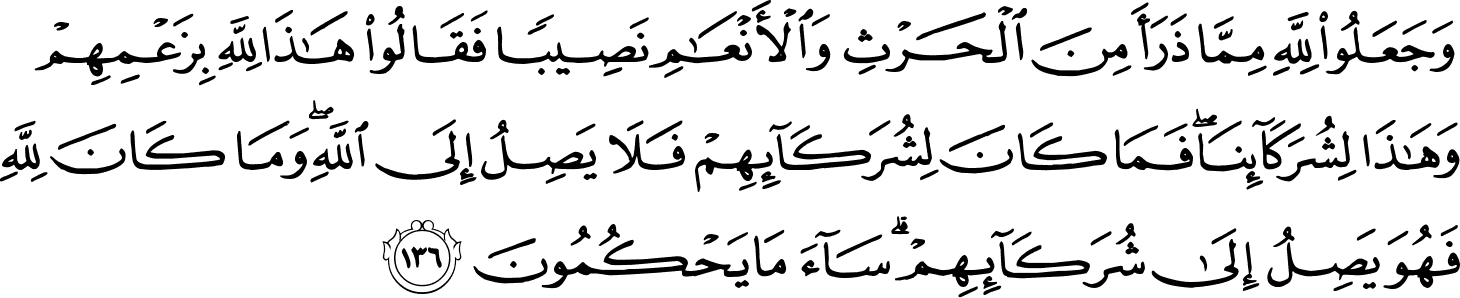 وَجَعَلُوا۟ لِلَّهِ مِمَّا ذَرَأَ مِنَ ٱلْحَرْثِ وَٱلْأَنْعَـٰمِ نَصِيبًا فَقَالُوا۟ هَـٰذَا لِلَّهِ بِزَعْمِهِمْ
وَهَـٰذَا لِشُرَكَآئِنَا ۖ فَمَا كَانَ لِشُرَكَآئِهِمْ فَلَا يَصِلُ إِلَى ٱللَّهِ ۖ وَمَا كَانَ لِلَّهِ
فَهُوَ يَصِلُ إِلَىٰ شُرَكَآئِهِمْ ۗ سَآءَ مَا يَحْكُمُونَ ١٣٦